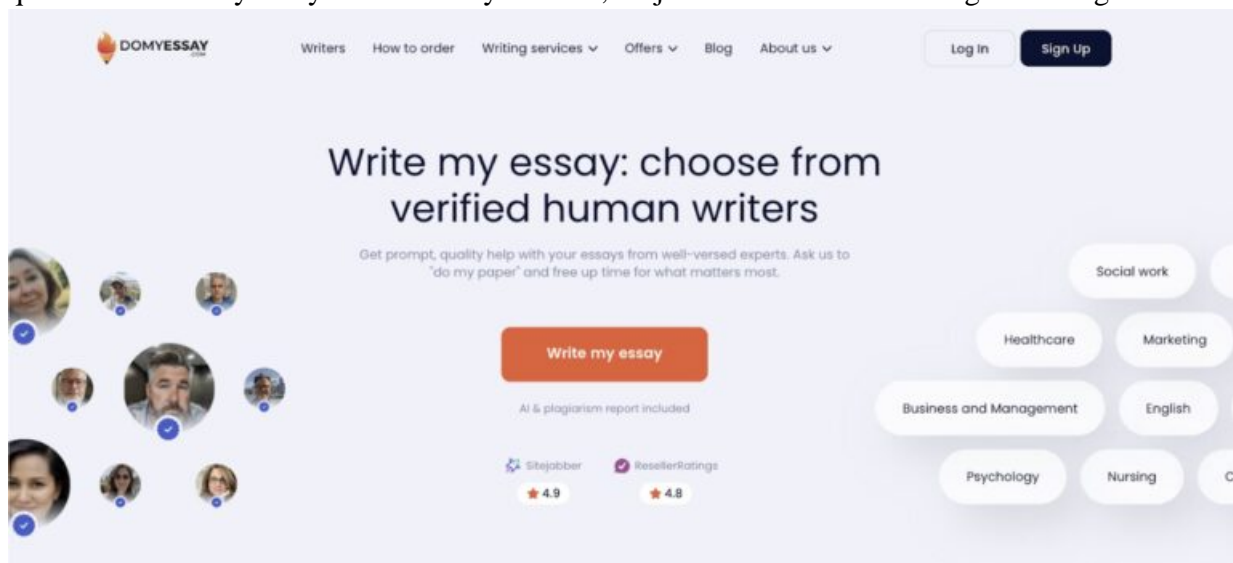 DOMYESSAY
.COM
Writers How to order Writing services Offers Blog About us Log In Sign Up
Write my essay: choose from
verified human writers
Get prompt, quality help with your essays from well-versed experts. Ask us to
"do my paper" and free up time for what matters most.
Social work
Healthcare Marketing
Write my essay
AI & plagiarism report included
Business and Management English
Sitejabber ResellerRatings
4.9 4.8
Psychology Nursing